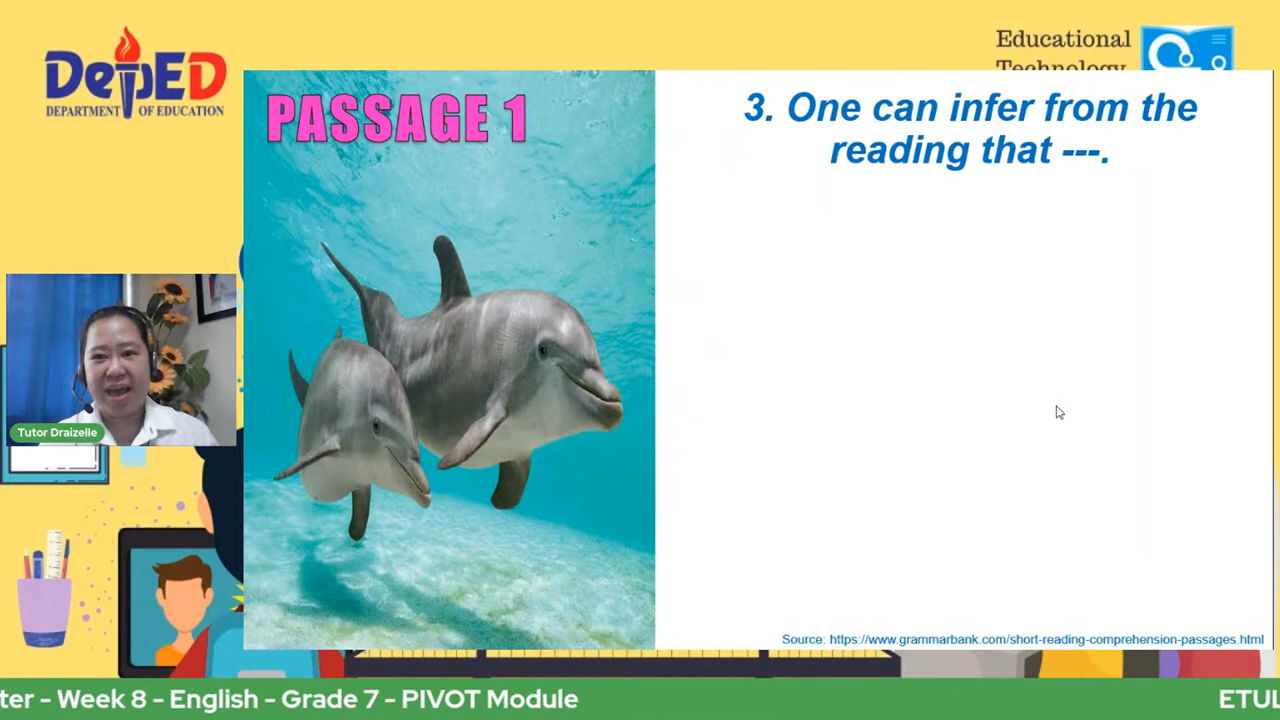 DepED
DEPARTMENT OF EDUCATION
Educational
Technology
PASSAGE 1
3. One can infer from the
reading that ---.
Tutor Draizelle
Source: https://www.grammarbank.com/short-reading-comprehension-passages.html
ter - Week 8 - English - Grade 7 - PIVOT Module
ETUL